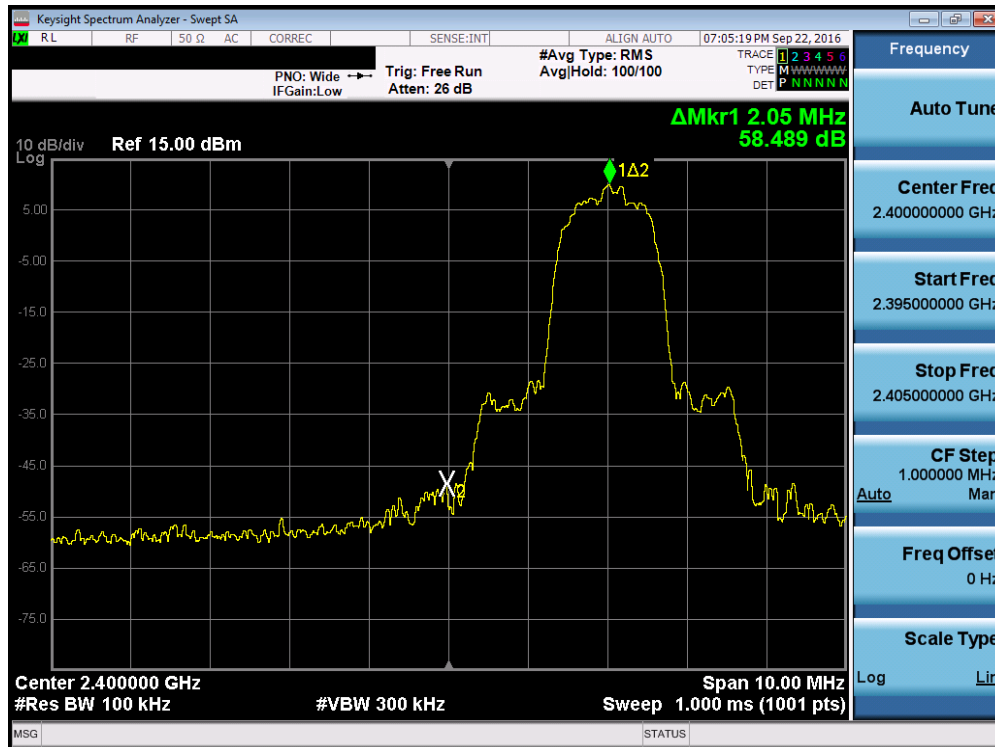 Keysight Spectrum Analyzer - Swept SA
LXI RL RF 50 Ω AC CORREC SENSE:INT ALIGN AUTO 07:05:19 PM Sep 22, 2016
PNO: Wide Trig: Free Run #Avg Type: RMS TRACE 1 2 3 4 5 6
IFGain:Low Atten: 26 dB Avg|Hold: 100/100 TYPE M WWWWW
DET P N N N N N
ΔMkr1 2.05 MHz
58.489 dB
10 dB/div Ref 15.00 dBm
Log
1Δ2
5.00
-5.00
-15.0
-25.0
-35.0
-45.0
2
-55.0
-65.0
-75.0
Center 2.400000 GHz Span 10.00 MHz
#Res BW 100 kHz #VBW 300 kHz Sweep 1.000 ms (1001 pts)
MSG STATUS
Frequency
Auto Tune
Center Freq
2.400000000 GHz
Start Freq
2.395000000 GHz
Stop Freq
2.405000000 GHz
CF Step
1.000000 MHz
Auto Man
Freq Offset
0 Hz
Scale Type
Log Lin